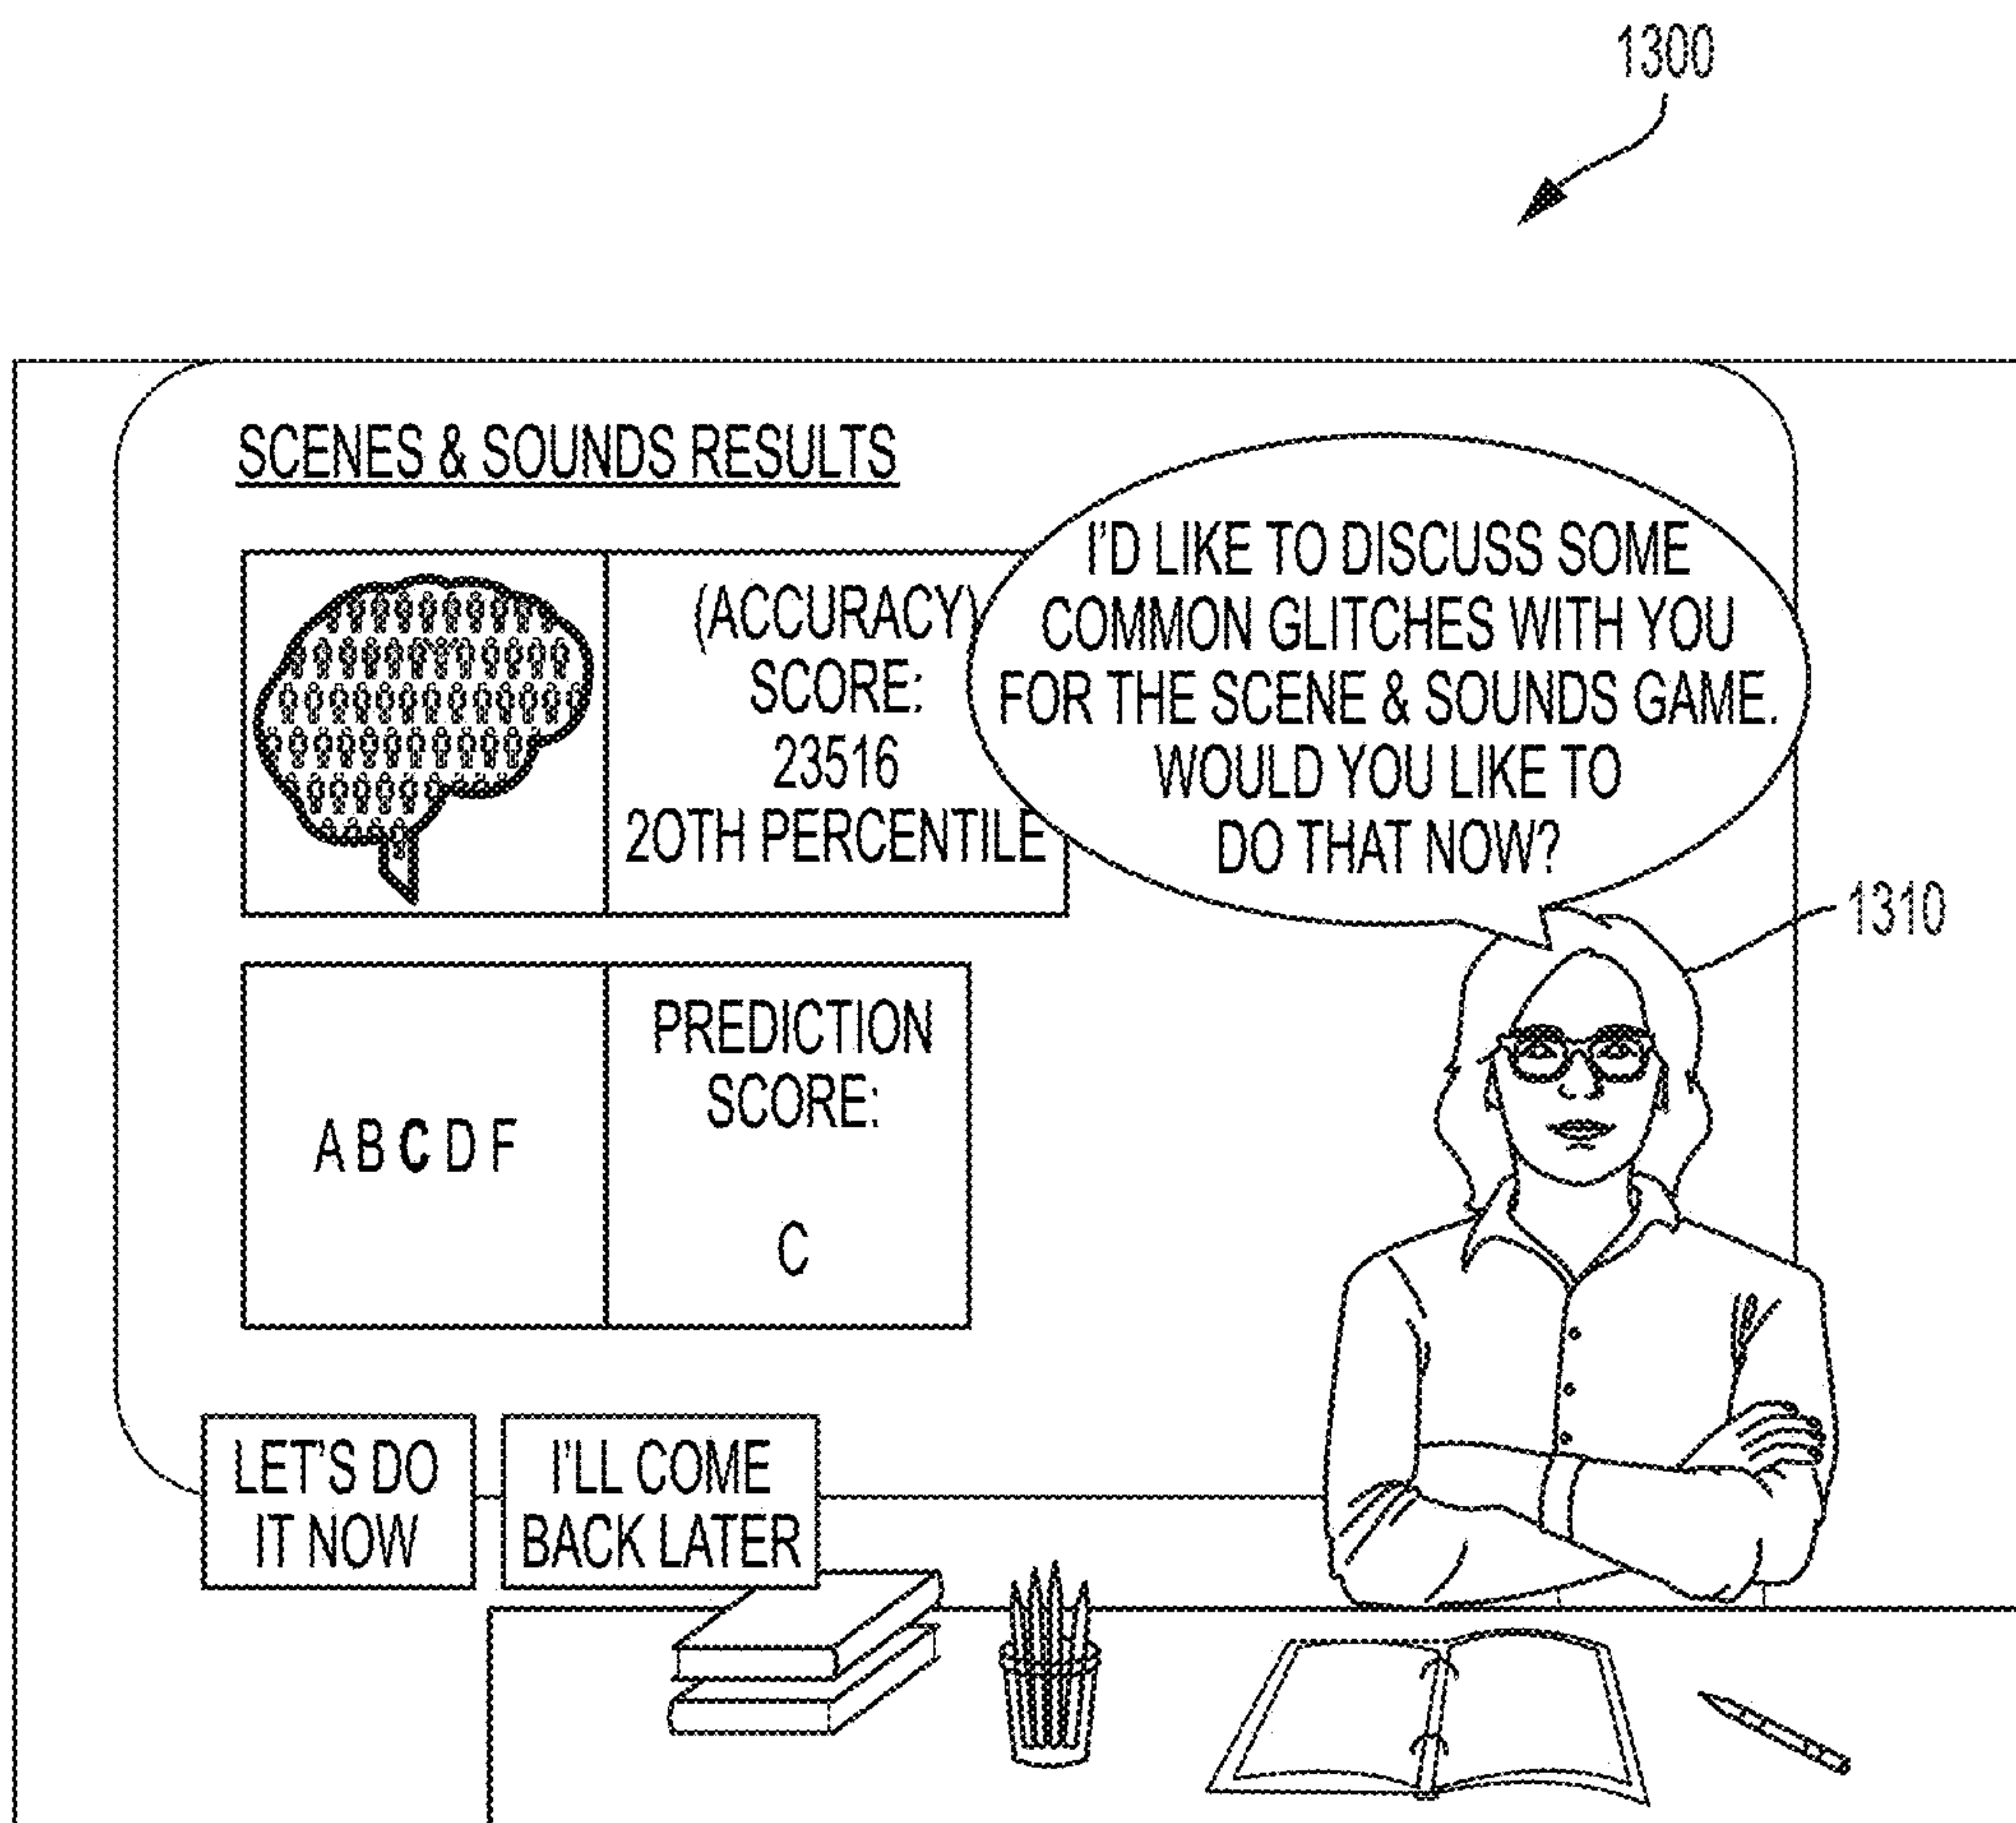 1300
SCENES & SOUNDS RESULTS
(ACCURACY)
SCORE:
23516
2OTH PERCENTILE
I'D LIKE TO DISCUSS SOME
COMMON GLITCHES WITH YOU
FOR THE SCENE & SOUNDS GAME.
WOULD YOU LIKE TO
DO THAT NOW?
1310
A B C D F
PREDICTION
SCORE:
C
LET'S DO
IT NOW
I'LL COME
BACK LATER